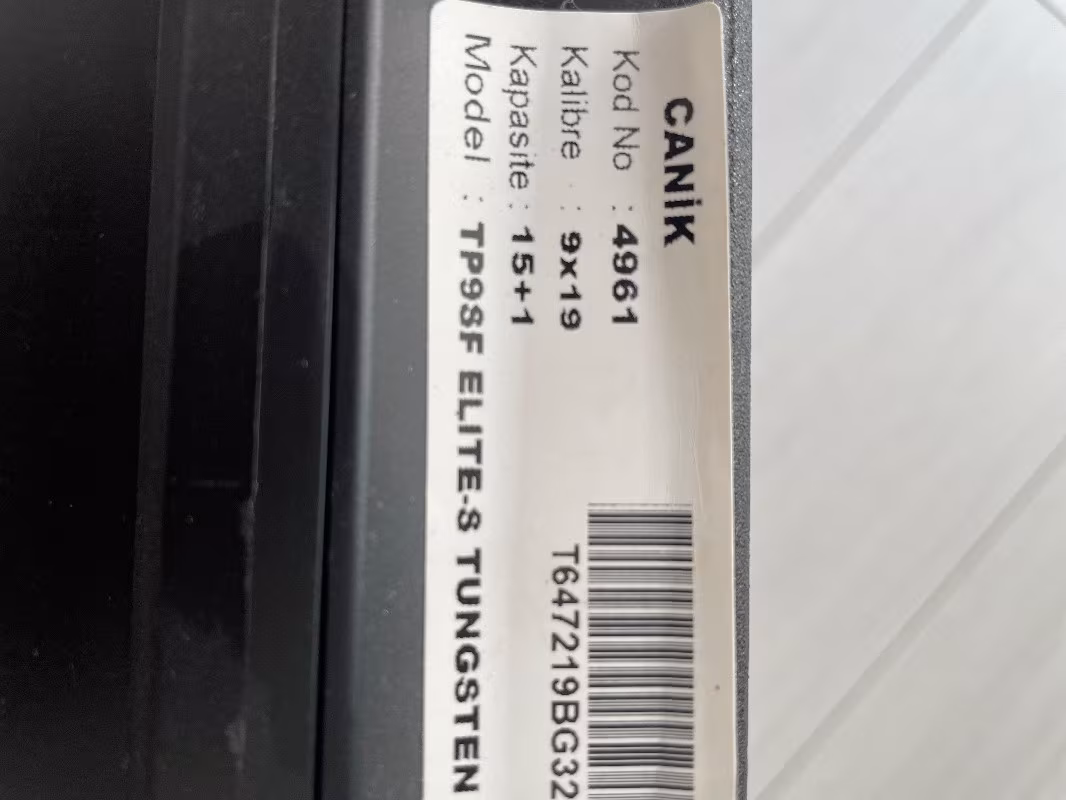 CANİK
Kod No : 4961
Kalibre : 9x19
Kapasite : 15+1
Model : TP9SF ELITE-S TUNGSTEN
T647219BG32